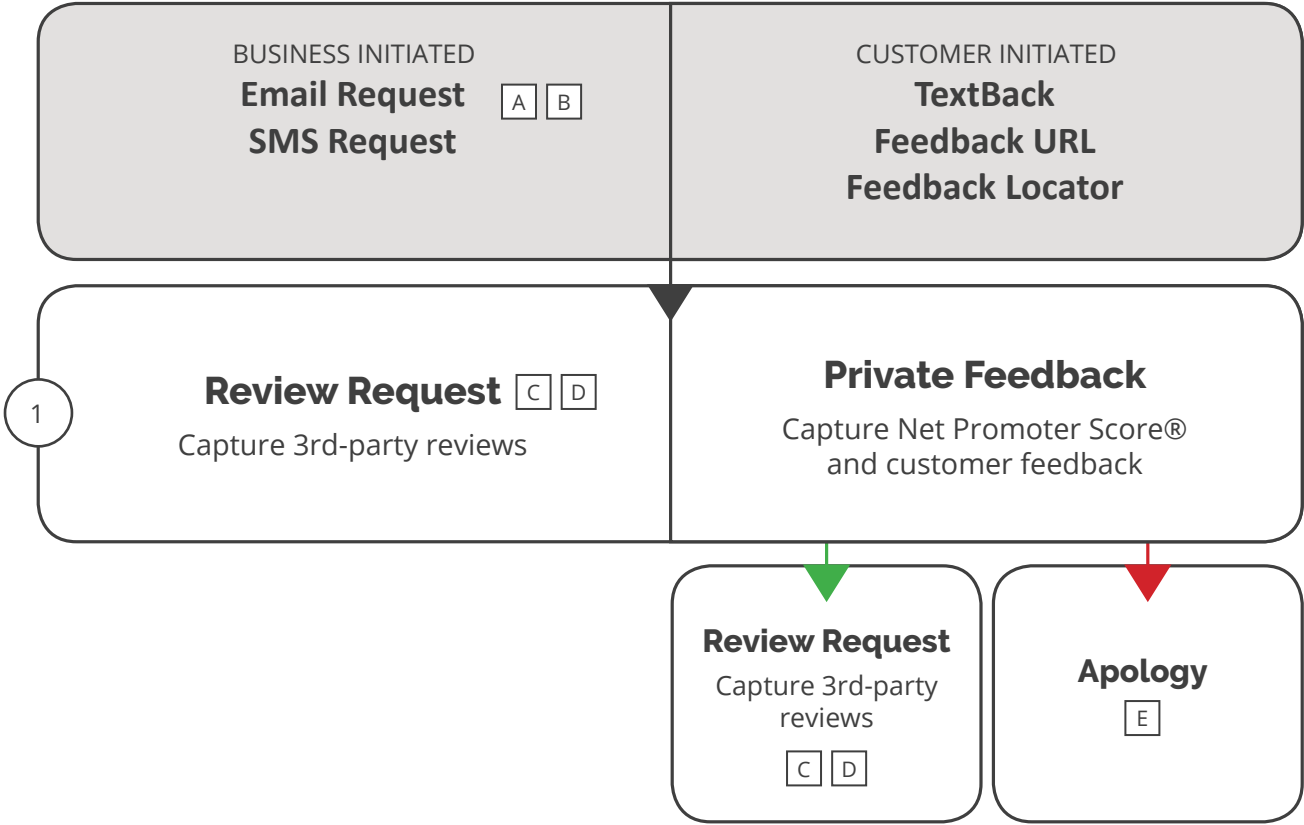 BUSINESS INITIATED
Email Request A B
SMS Request
CUSTOMER INITIATED
TextBack
Feedback URL
Feedback Locator
1
Review Request C D
Capture 3rd-party reviews
Private Feedback
Capture Net Promoter Score®
and customer feedback
Review Request
Capture 3rd-party
reviews
C D
Apology
E